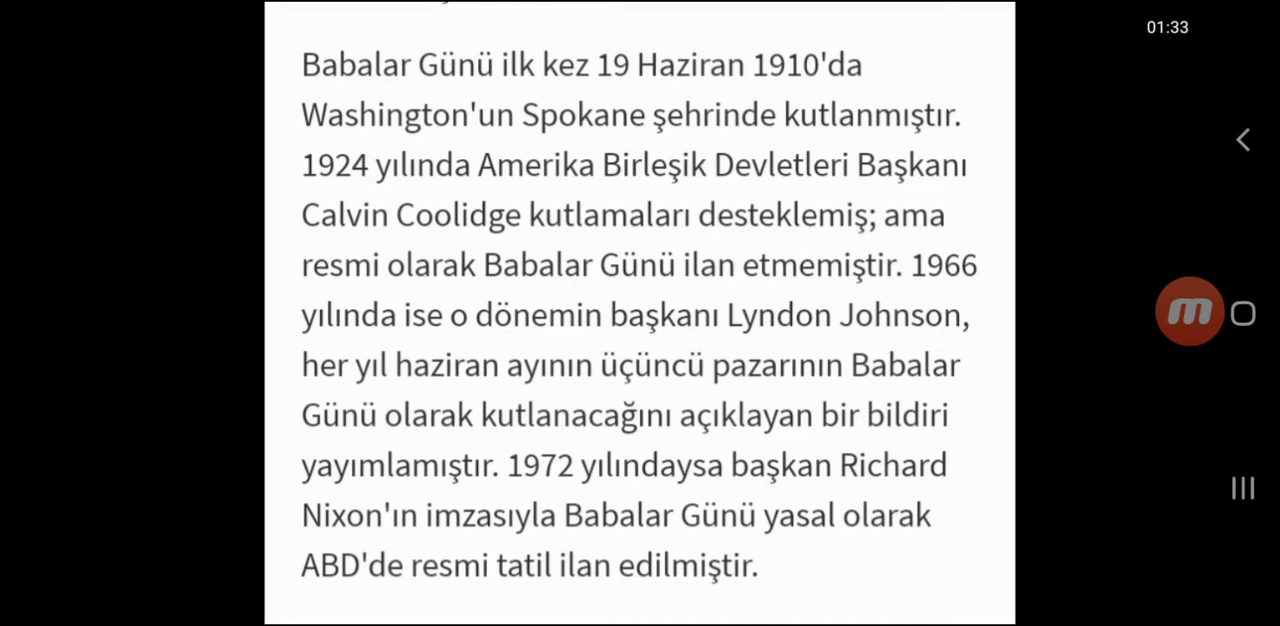 01:33
Babalar Günü ilk kez 19 Haziran 1910'da
Washington'un Spokane şehrinde kutlanmıştır.
1924 yılında Amerika Birleşik Devletleri Başkanı
Calvin Coolidge kutlamaları desteklemiş; ama
resmi olarak Babalar Günü ilan etmemiştir. 1966
yılında ise o dönemin başkanı Lyndon Johnson,
her yıl haziran ayının üçüncü pazarının Babalar
Günü olarak kutlanacağını açıklayan bir bildiri
yayımlamıştır. 1972 yılındaysa başkan Richard
Nixon'ın imzasıyla Babalar Günü yasal olarak
ABD'de resmi tatil ilan edilmiştir.